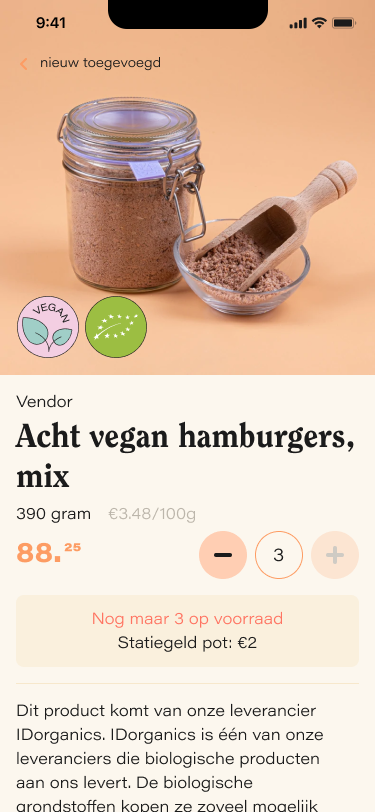 9:41
nieuw toegevoegd
VEGAN
Vendor
Acht vegan hamburgers,
mix
390 gram €3.48/100g
88.25
3
Nog maar 3 op voorraad
Statiegeld pot: €2
Dit product komt van onze leverancier
IDorganics. IDorganics is één van onze
leveranciers die biologische producten
aan ons levert. De biologische
grondstoffen kopen ze zoveel mogelijk